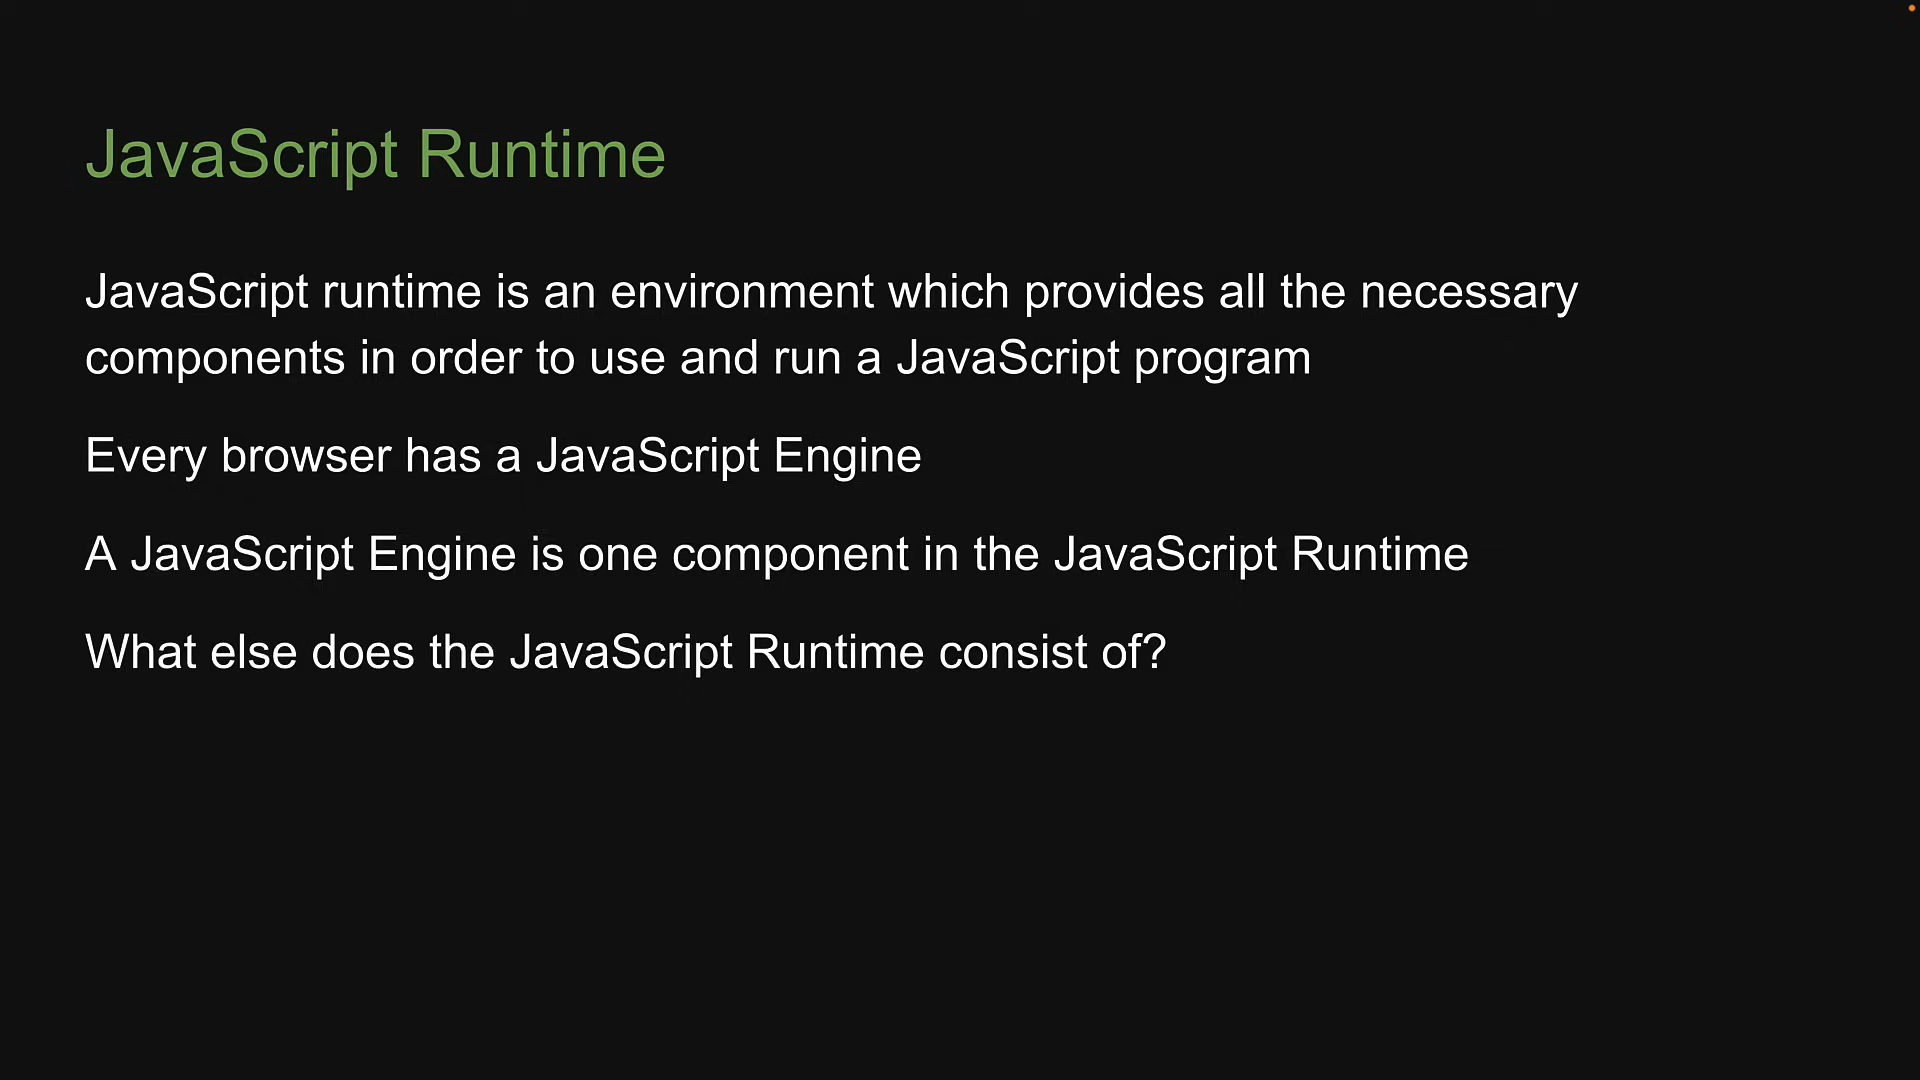 JavaScript Runtime
JavaScript runtime is an environment which provides all the necessary
components in order to use and run a JavaScript program
Every browser has a JavaScript Engine
A JavaScript Engine is one component in the JavaScript Runtime
What else does the JavaScript Runtime consist of?